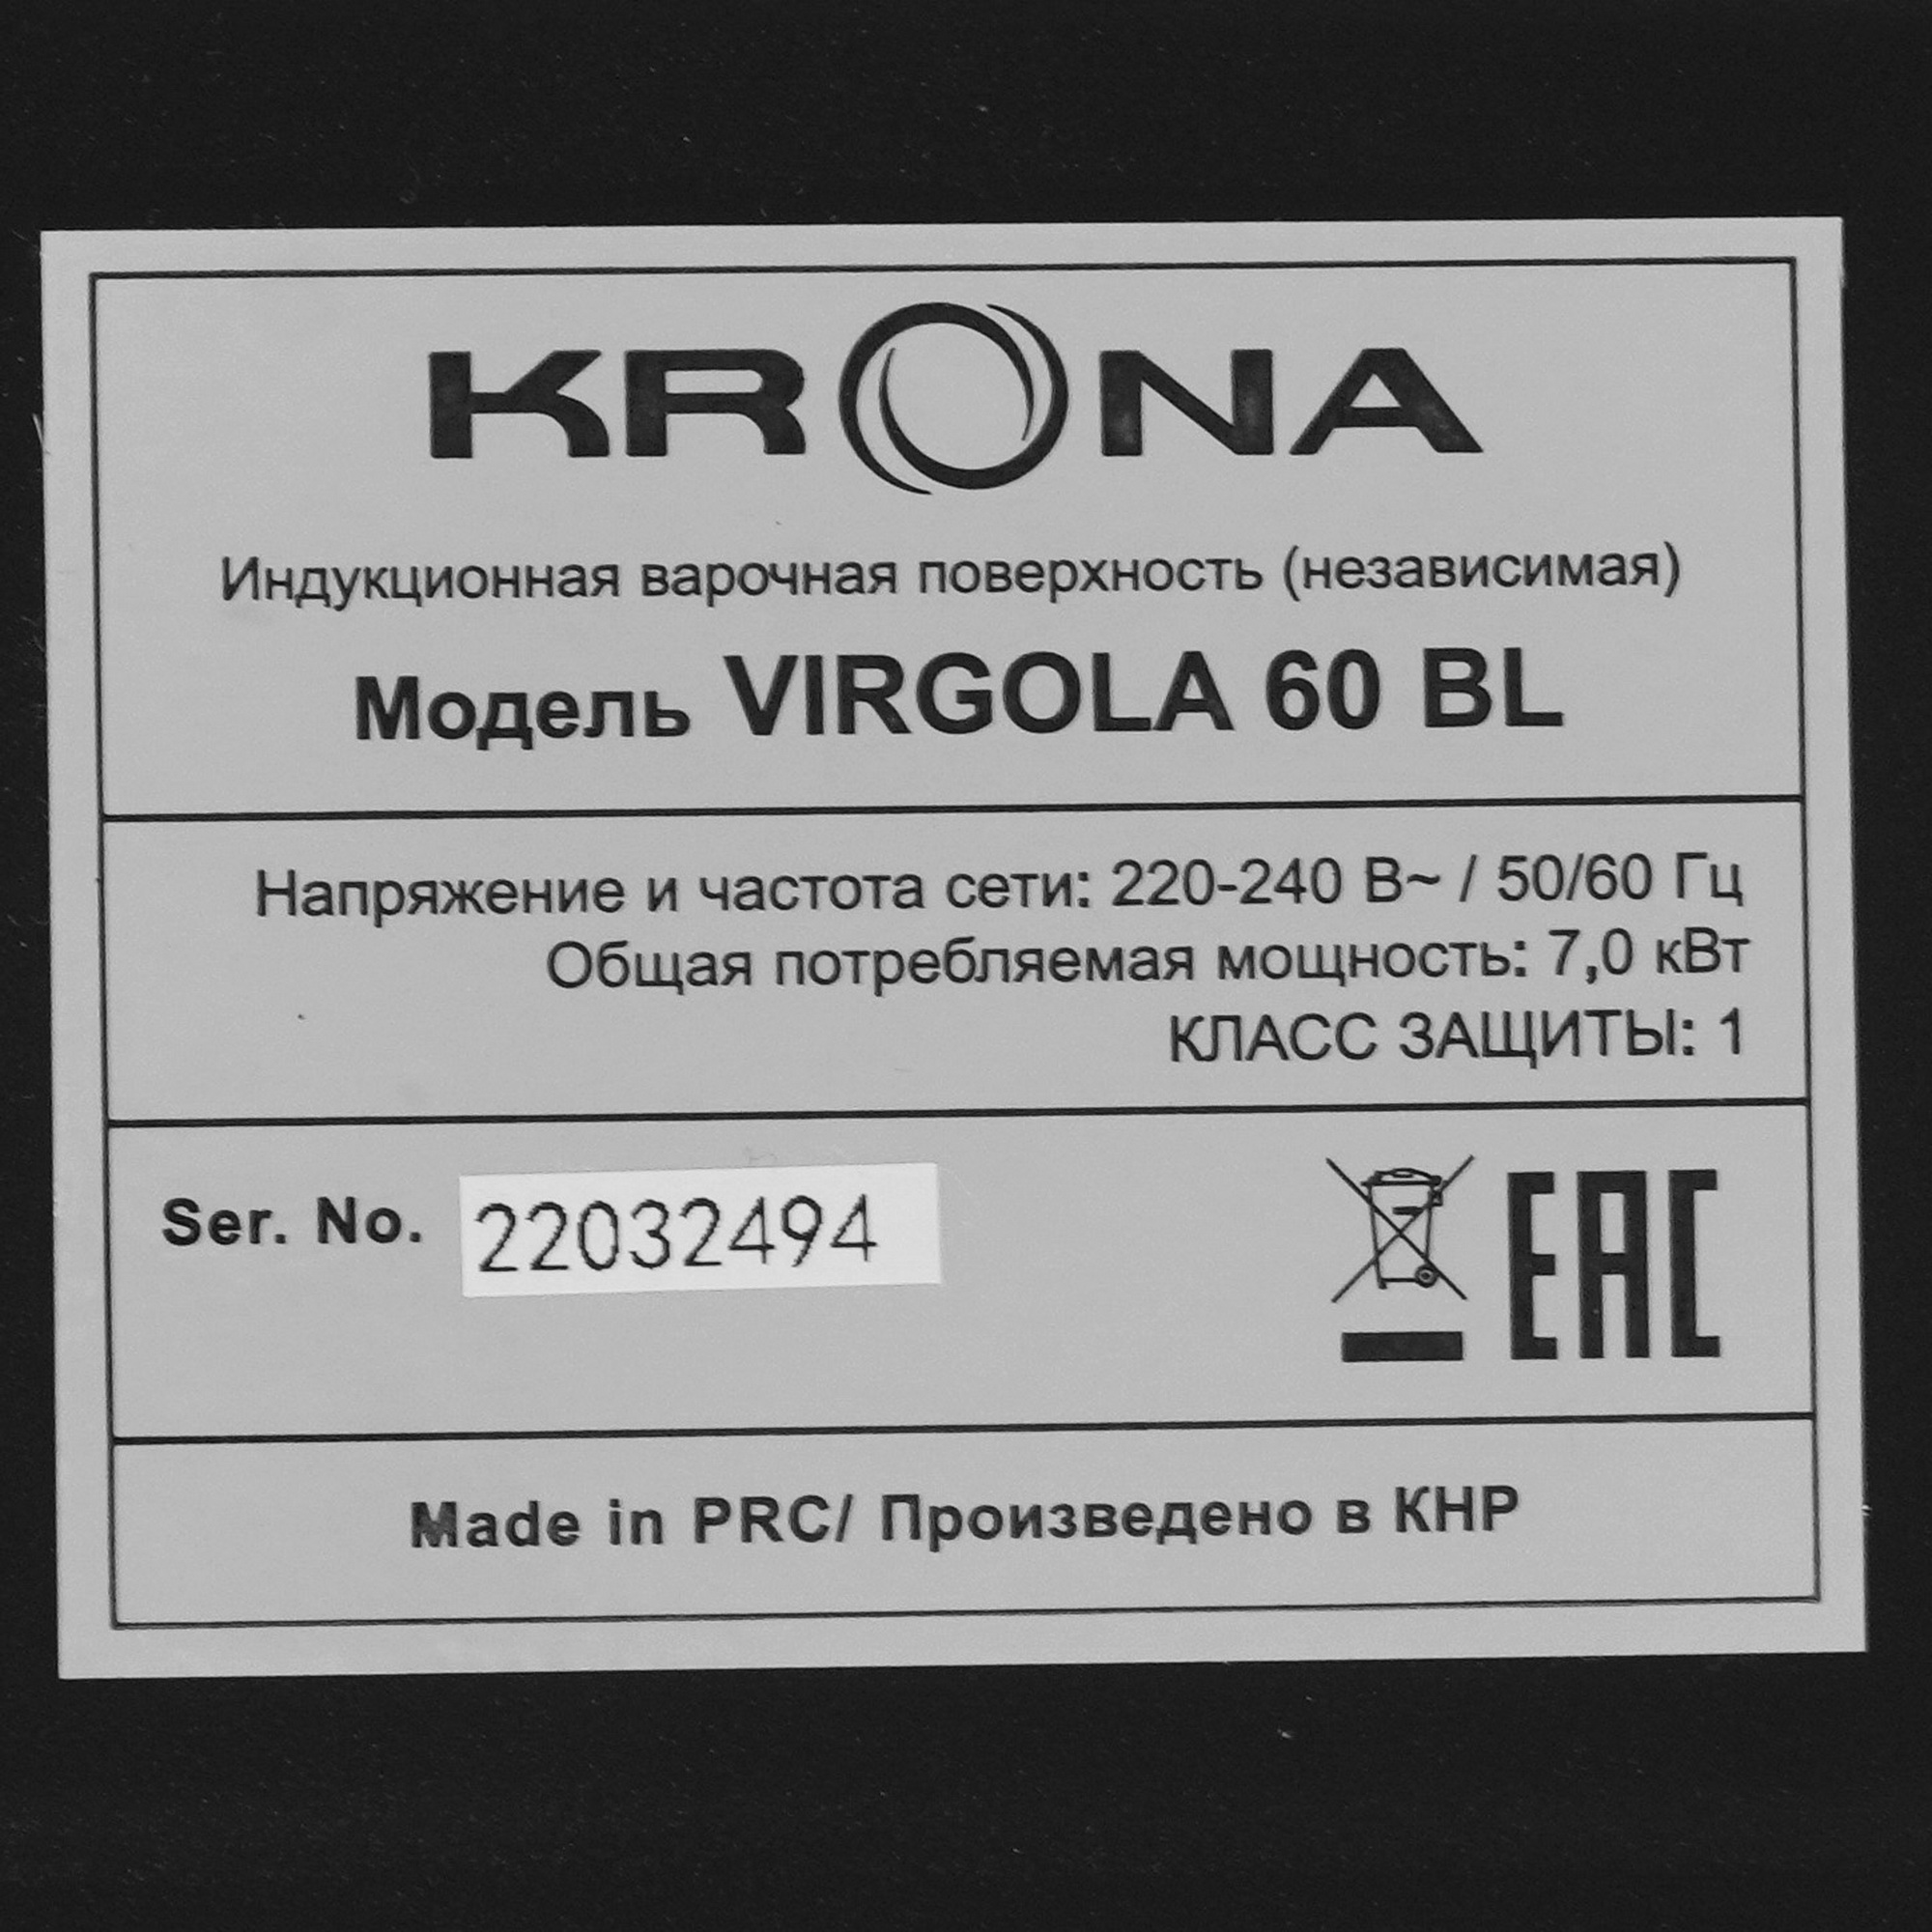 KRONA
Индукционная варочная поверхность (независимая)
Модель VIRGOLA 60 BL
Напряжение и частота сети: 220-240 В~ / 50/60 Гц
Общая потребляемая мощность: 7,0 кВт
КЛАСС ЗАЩИТЫ: 1
Ser. No. 22032494
EAC
Made in PRC/ Произведено в КНР